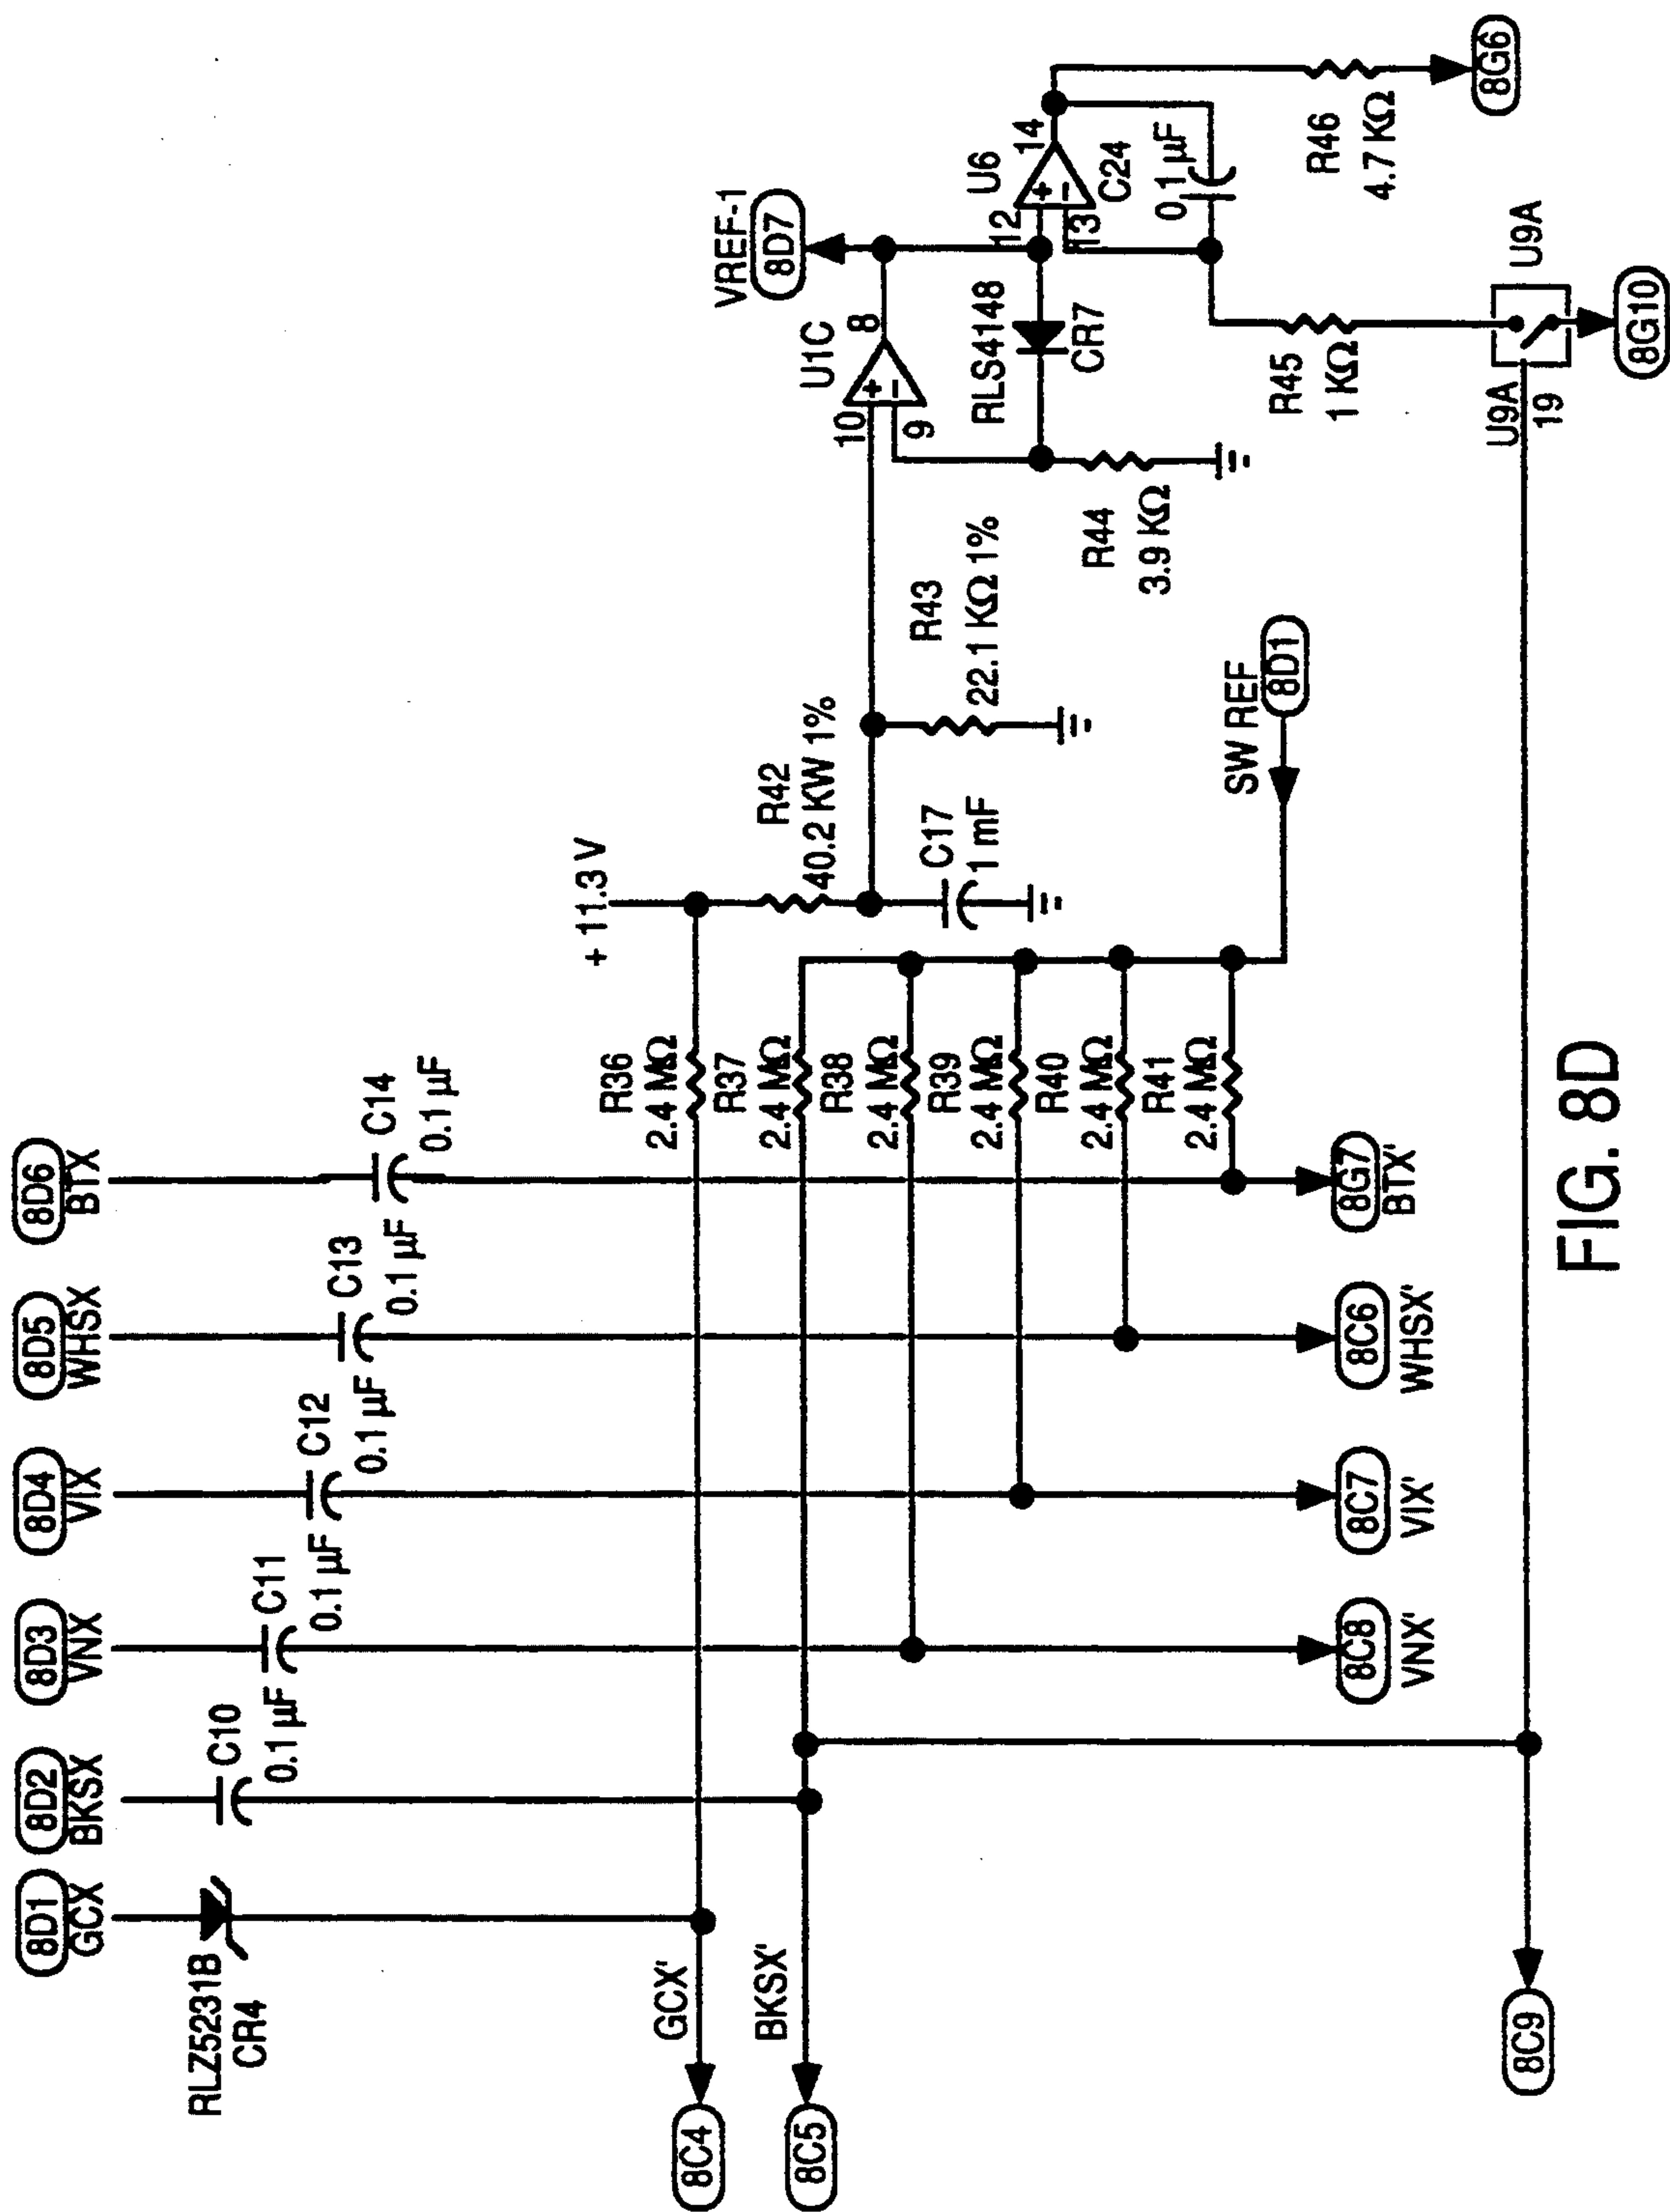 8D1
GCX
8D2
BKSX
8D3
VNX
8D4
VIX
8D5
WHSX
8D6
BTX
RLZ5231B
CR4
C10
0.1 µF
C11
0.1 µF
C12
0.1 µF
C13
0.1 µF
C14
0.1 µF
+ 11.3 V
VREF-1
8D7
GCX'
8C4
BKSX'
8C5
R36
2.4 MΩ
R37
2.4 MΩ
R38
2.4 MΩ
R39
2.4 MΩ
R40
2.4 MΩ
R41
2.4 MΩ
R42
40.2 KW 1%
C17
1 mF
R43
22.1 KΩ 1%
10
+
-
9
U1C
8
RLS4148
CR7
R44
3.9 KΩ
12
+
-
13
U6
14
C24
0.1 µF
R46
4.7 KΩ
8G6
R45
1 KΩ
SW REF
8D1
8C8
VNX'
8C7
VIX'
8C6
WHSX'
8G7
BTX'
U9A
19
U9A
8G10
8C9
FIG. 8D